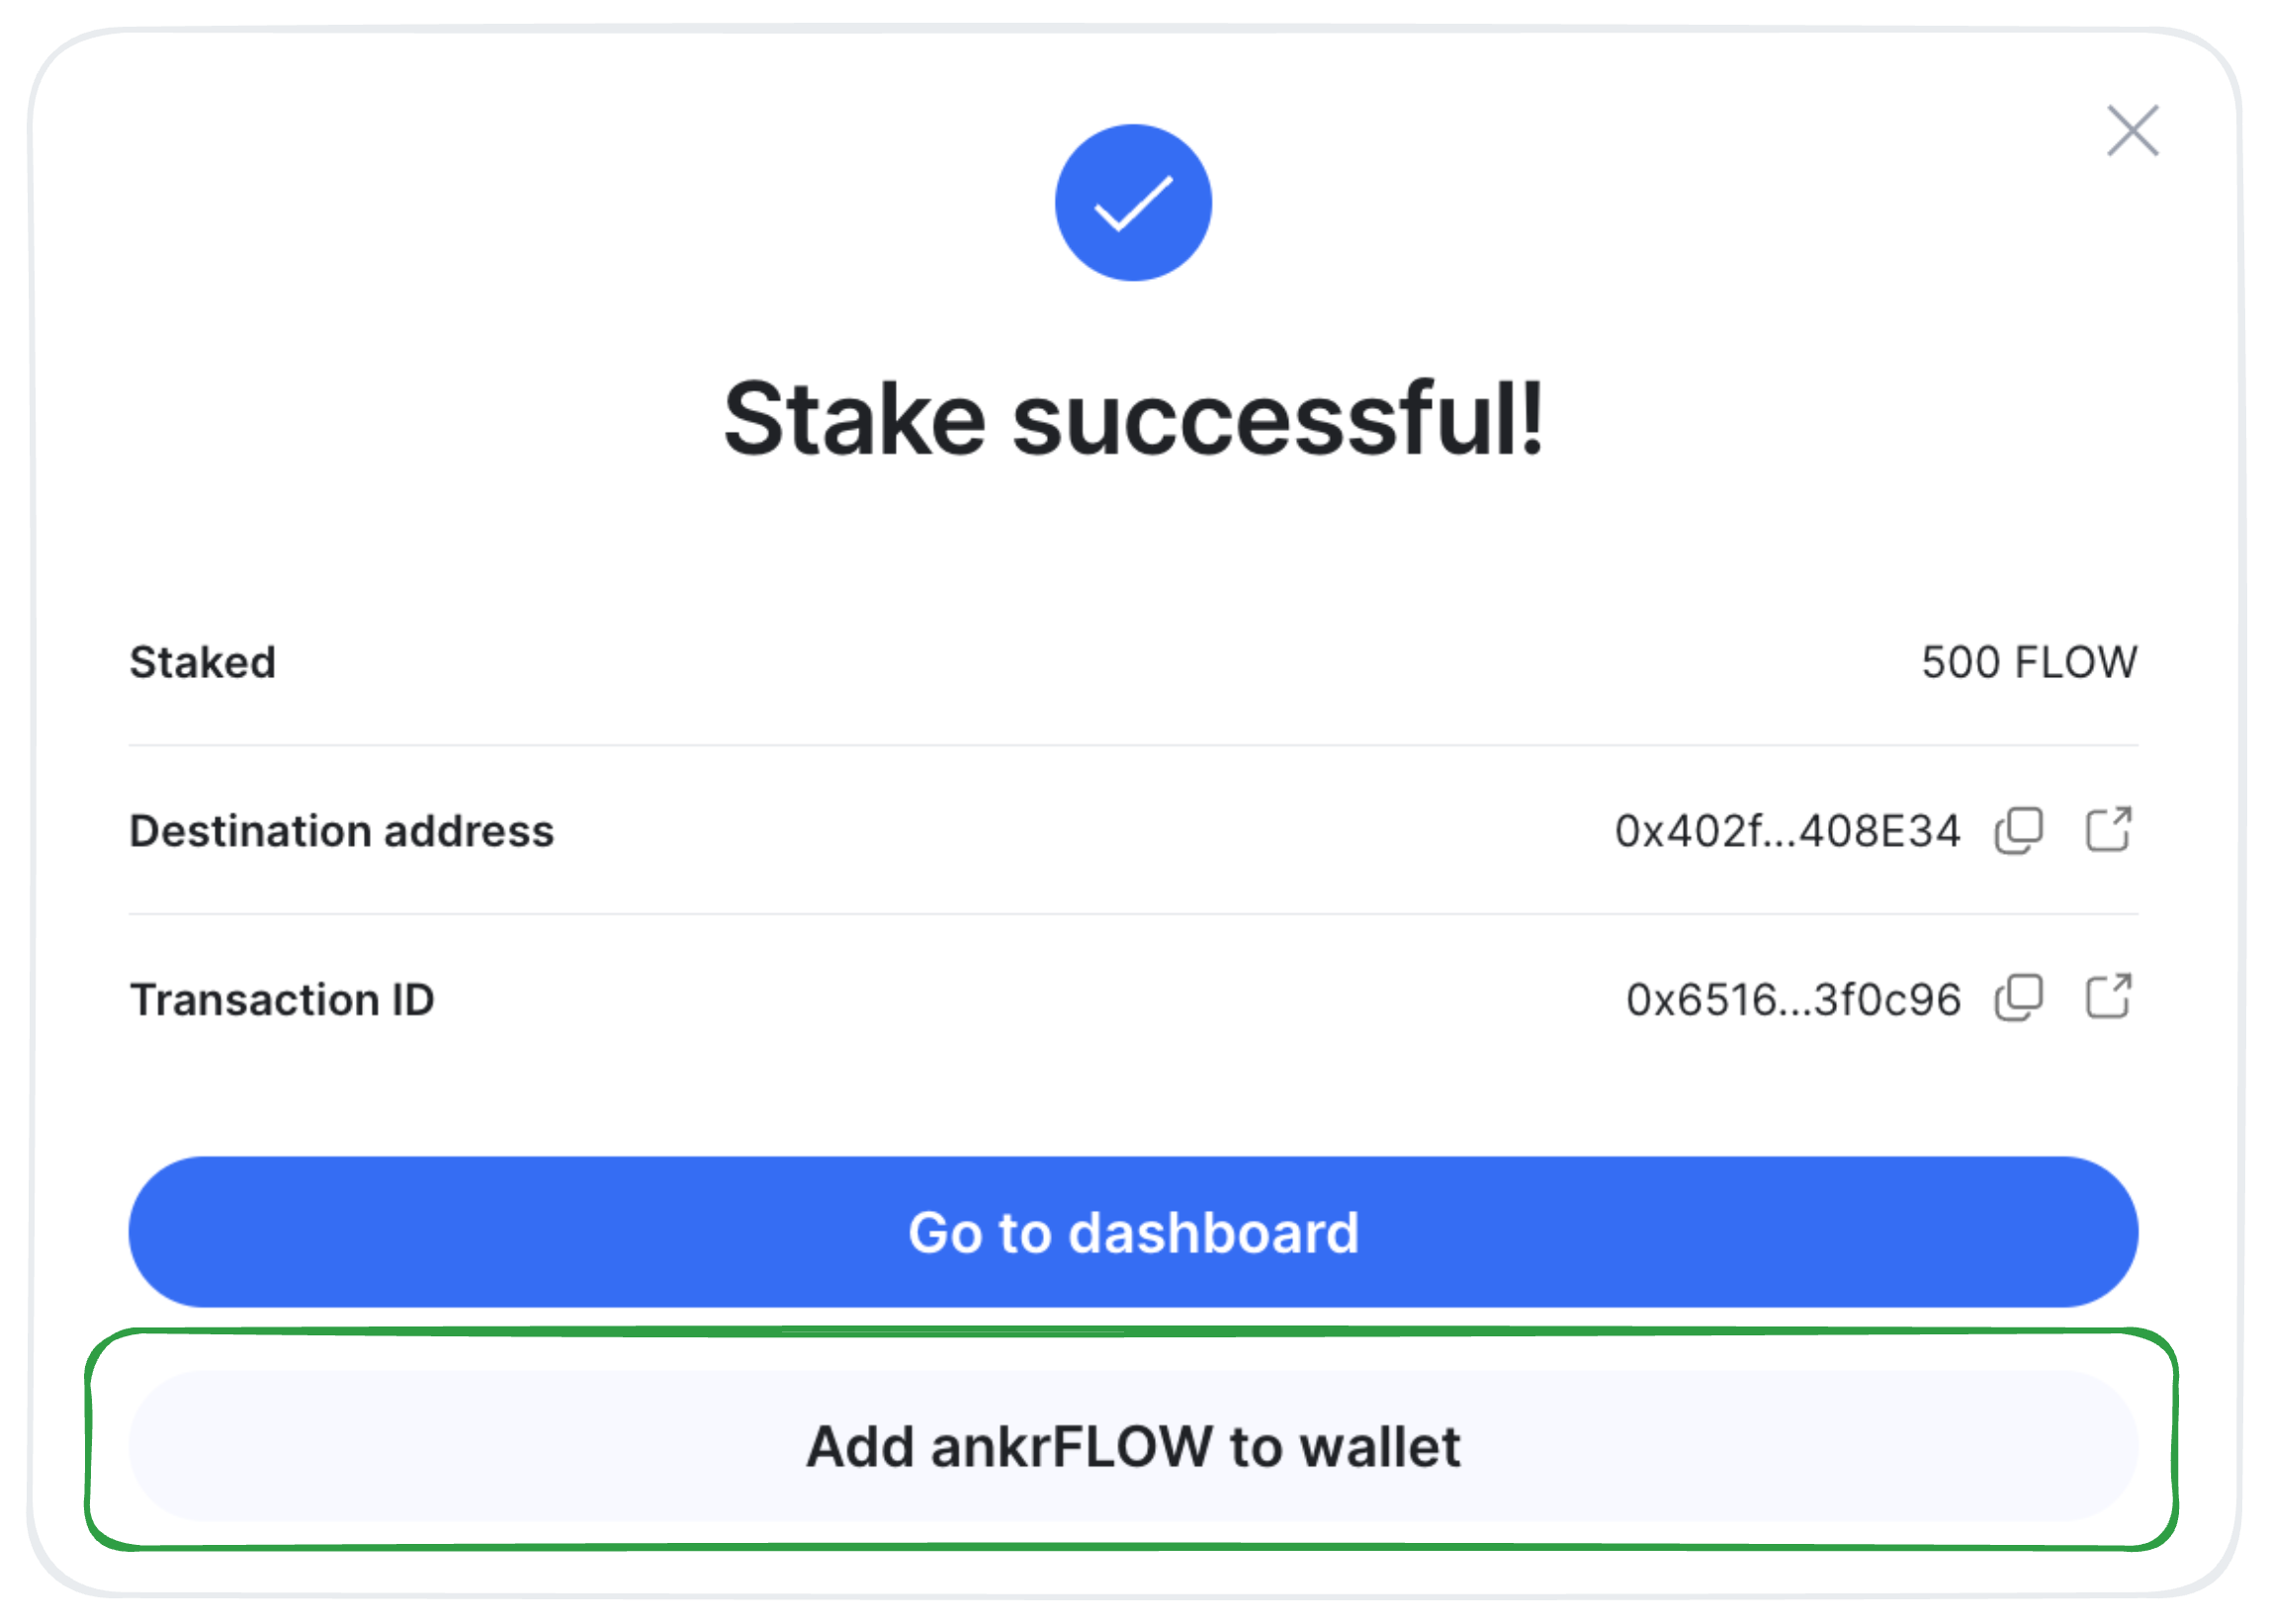 Stake successful!
Staked 500 FLOW
Destination address 0x402f...408E34
Transaction ID 0x6516...3f0c96
Go to dashboard
Add ankrFLOW to wallet